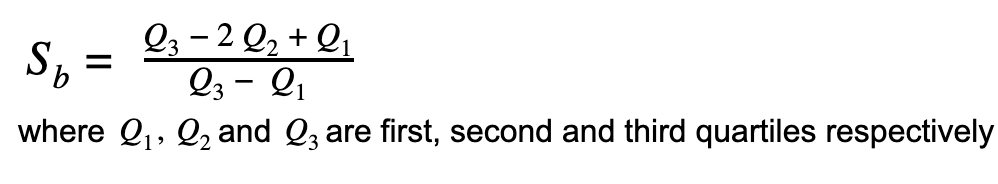 S_b = (Q_3 − 2 Q_2 + Q_1) / (Q_3 − Q_1)
where Q_1, Q_2 and Q_3 are first, second and third quartiles respectively